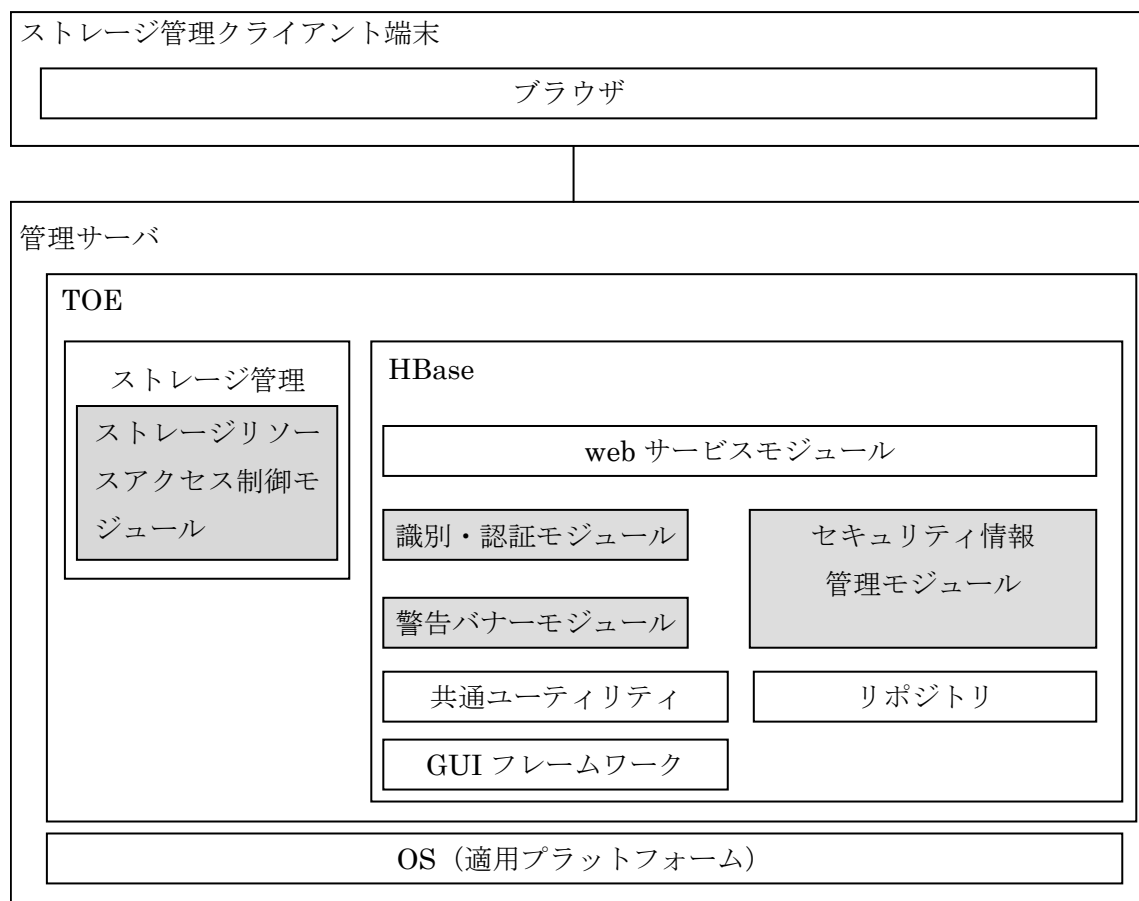 ストレージ管理クライアント端末
ブラウザ
管理サーバ
TOE
ストレージ管理
ストレージリソー
スアクセス制御モ
ジュール
HBase
web サービスモジュール
識別・認証モジュール
セキュリティ情報
管理モジュール
警告バナーモジュール
共通ユーティリティ
リポジトリ
GUI フレームワーク
OS（適用プラットフォーム）